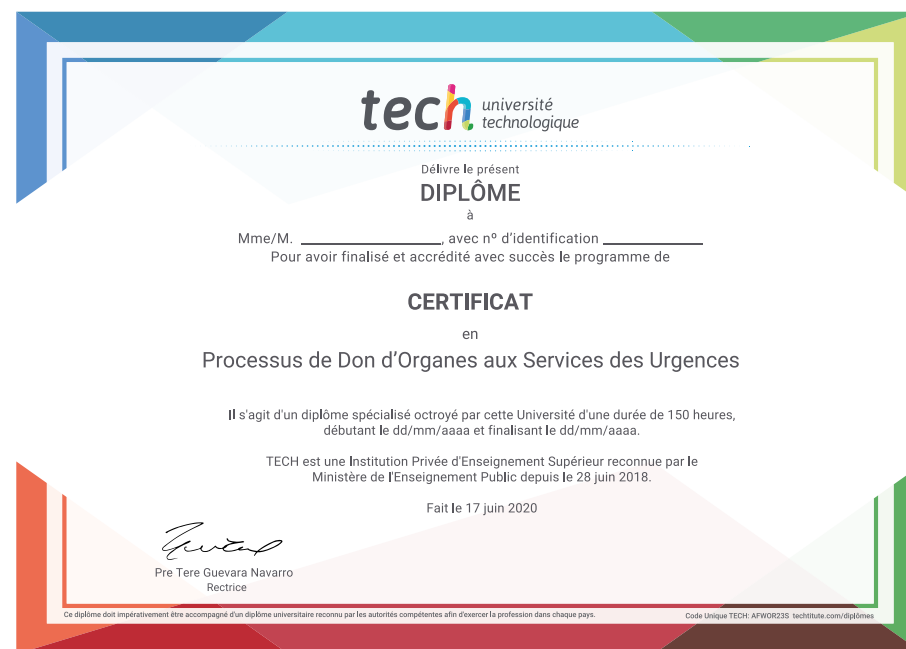 tech université
technologique
Délivre le présent
DIPLÔME
à
Mme/M. ____________________, avec nº d'identification ______________
Pour avoir finalisé et accrédité avec succès le programme de
CERTIFICAT
en
Processus de Don d'Organes aux Services des Urgences
Il s'agit d'un diplôme spécialisé octroyé par cette Université d'une durée de 150 heures,
débutant le dd/mm/aaaa et finalisant le dd/mm/aaaa.
TECH est une Institution Privée d'Enseignement Supérieur reconnue par le
Ministère de l'Enseignement Public depuis le 28 juin 2018.
Fait le 17 juin 2020
Pre Tere Guevara Navarro
Rectrice
Ce diplôme doit impérativement être accompagné d'un diplôme universitaire reconnu par les autorités compétentes afin d'exercer la profession dans chaque pays.
Code Unique TECH: AFWOR23S techtitute.com/diplômes